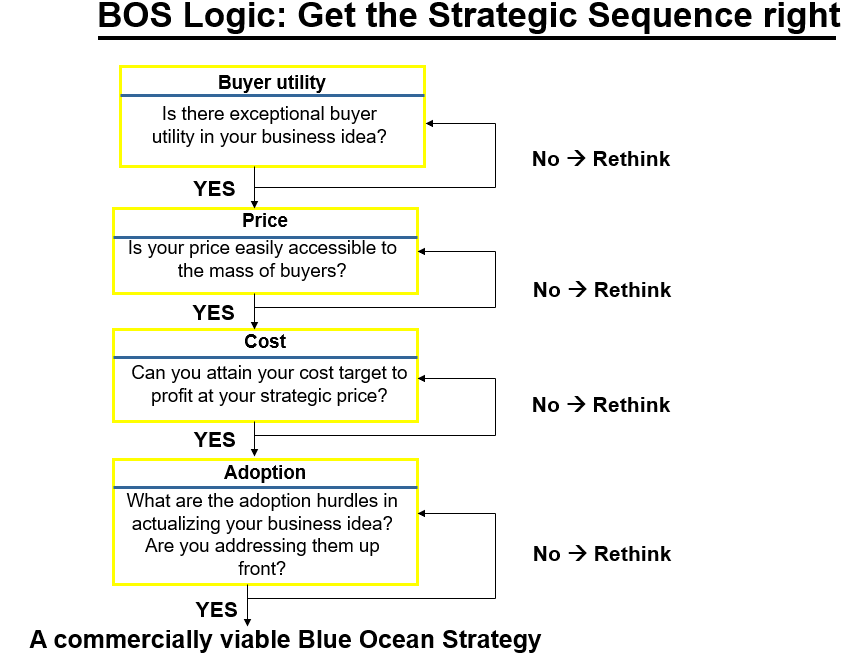 BOS Logic: Get the Strategic Sequence right
Buyer utility
Is there exceptional buyer
utility in your business idea?
No → Rethink
YES
Price
Is your price easily accessible to
the mass of buyers?
No → Rethink
YES
Cost
Can you attain your cost target to
profit at your strategic price?
No → Rethink
YES
Adoption
What are the adoption hurdles in
actualizing your business idea?
Are you addressing them up
front?
No → Rethink
YES
A commercially viable Blue Ocean Strategy